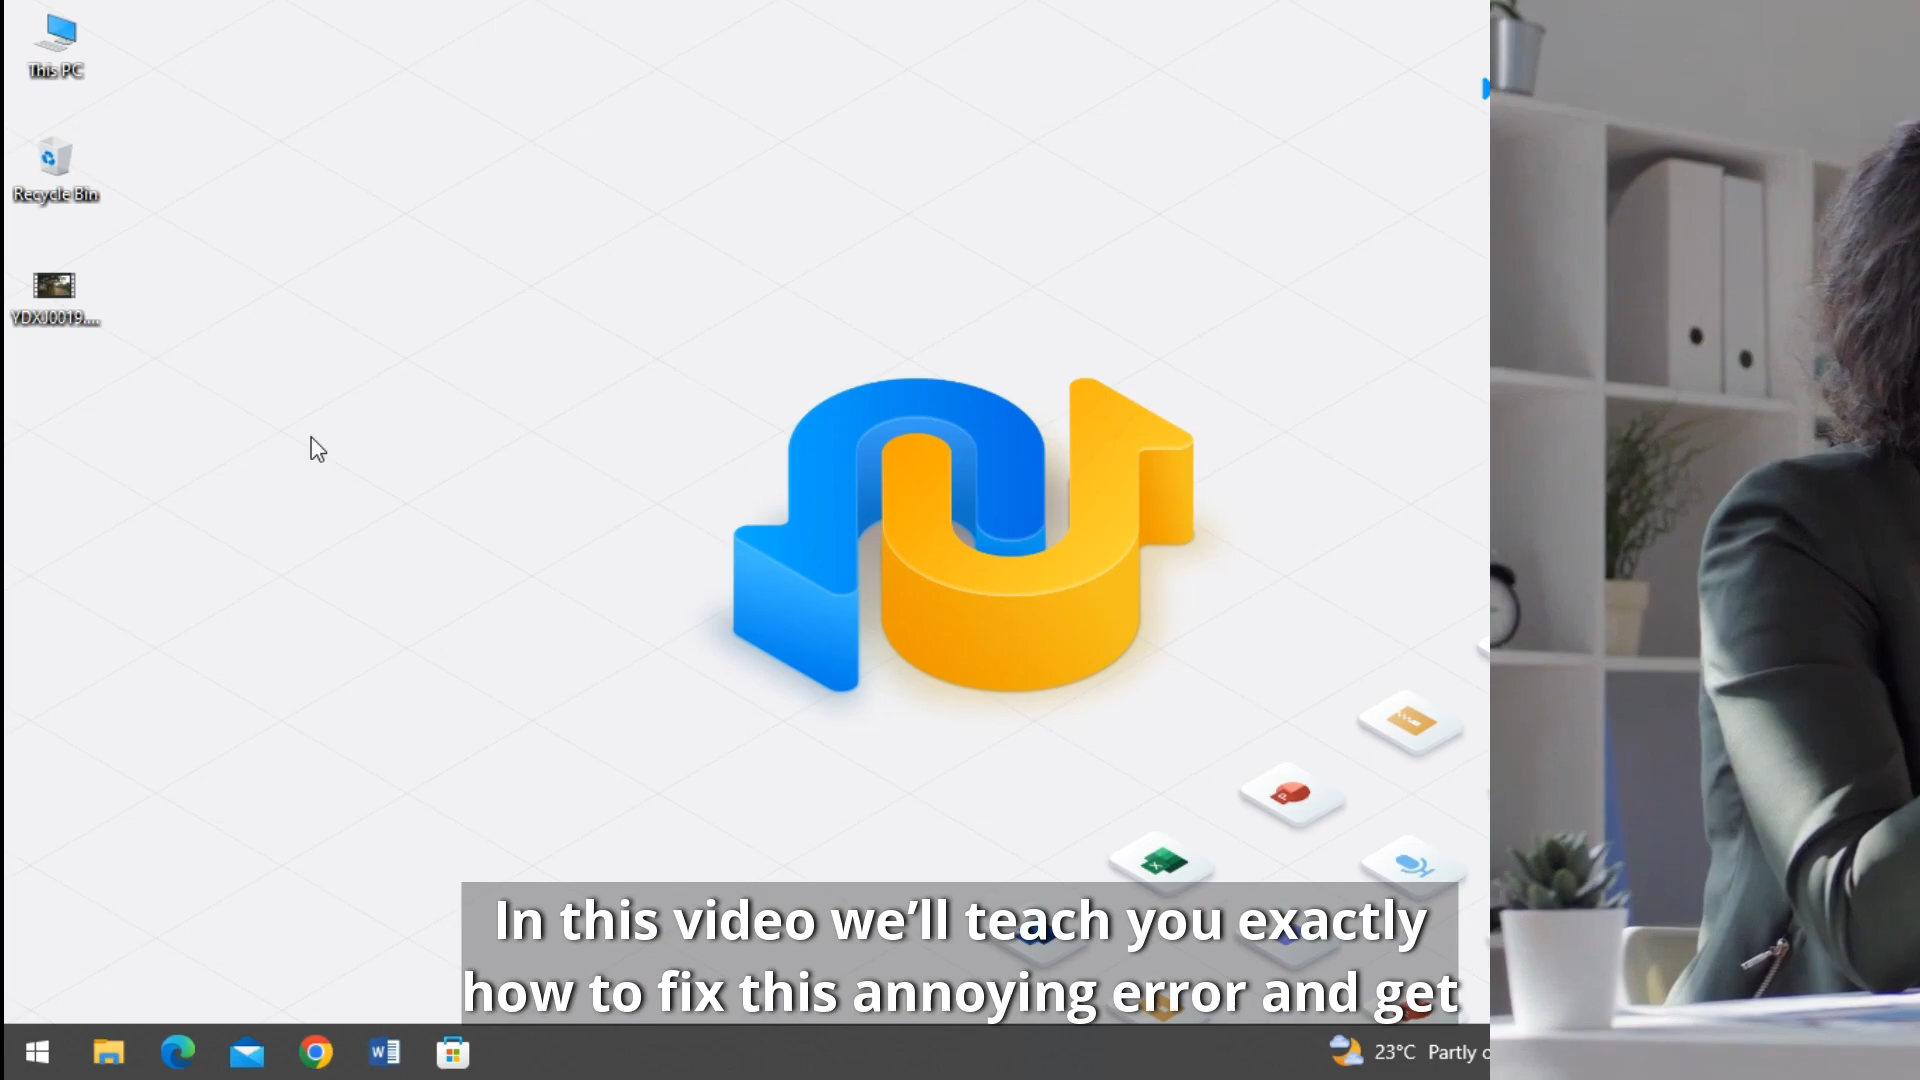 This PC
Recycle Bin
YDXJ0019....
In this video we’ll teach you exactly
how to fix this annoying error and get
23°C Partly